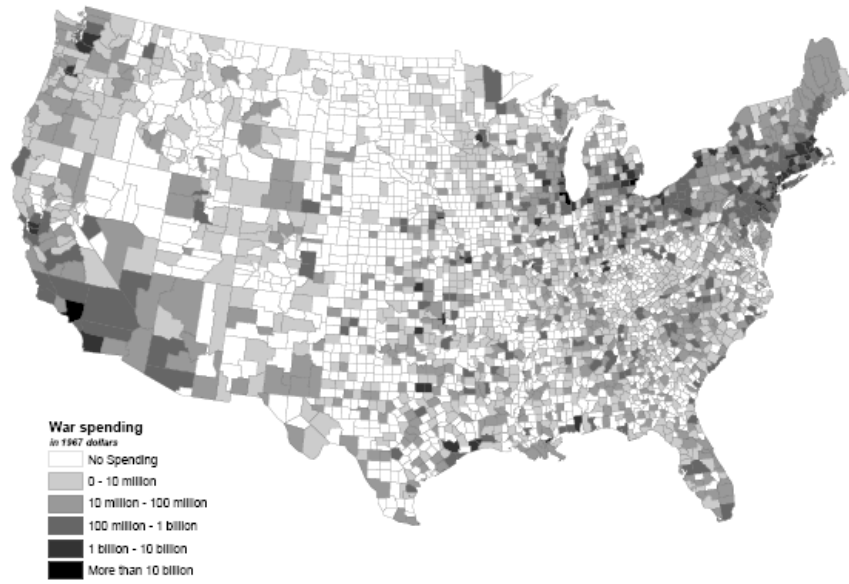 War spending
in 1967 dollars
No Spending
0 - 10 million
10 million - 100 million
100 million - 1 billion
1 billion - 10 billion
More than 10 billion